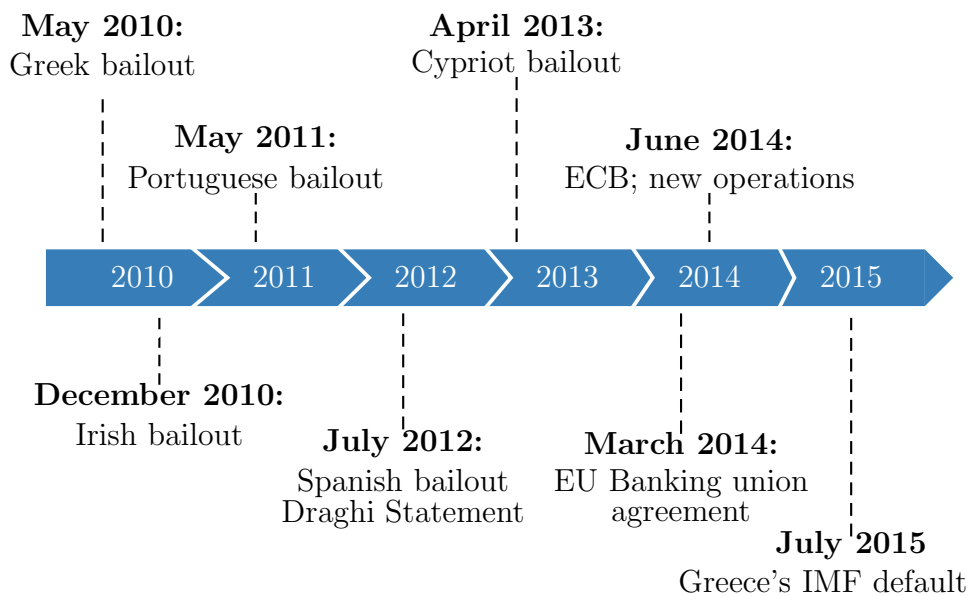 May 2010:
Greek bailout
April 2013:
Cypriot bailout
May 2011:
Portuguese bailout
June 2014:
ECB; new operations
2010 2011 2012 2013 2014 2015
December 2010:
Irish bailout
July 2012:
Spanish bailout
Draghi Statement
March 2014:
EU Banking union
agreement
July 2015
Greece's IMF default